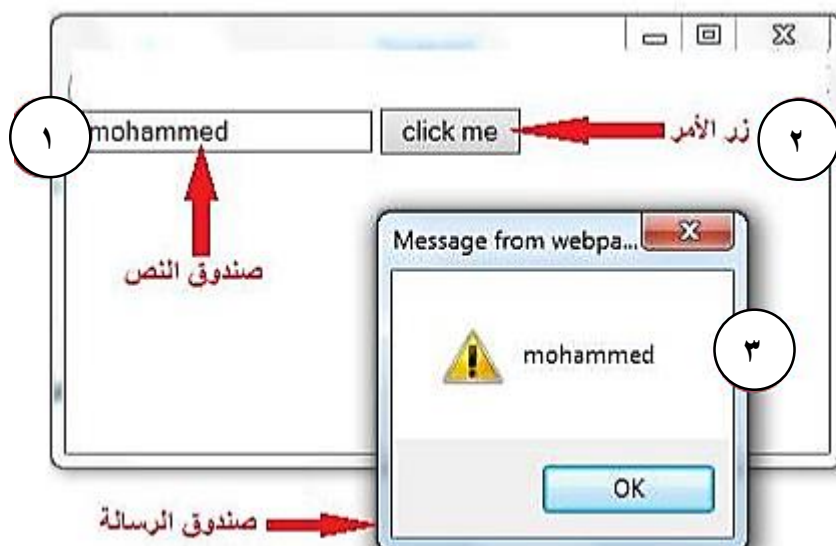 ١ mohammed click me زر الأمر ٢
صندوق النص
Message from webpa...
mohammed ٣
OK
صندوق الرسالة